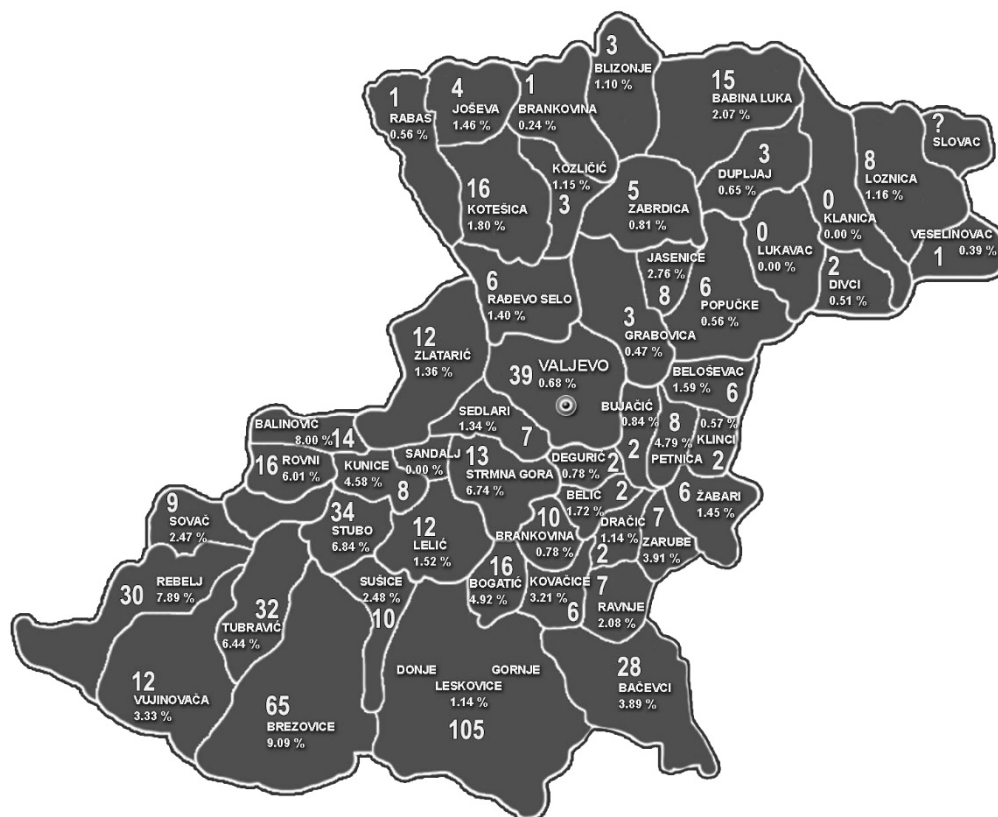 3
BLIZONJE
1.10 %
4
JOŠEVA
1.46 %
1
BRANKOVINA
0.24 %
1
RABAS
0.56 %
15
BABINA LUKA
2.07 %
?
SLOVAC
KOZLIČIĆ
1.15 %
3
3
DUPLJAJ
0.65 %
8
LOZNICA
1.16 %
16
KOTEŠICA
1.80 %
5
ZABRDICA
0.81 %
0
KLANICA
0.00 %
0
LUKAVAC
0.00 %
VESELINOVAC
0.39 %
1
JASENICE
2.76 %
8
2
DIVCI
0.51 %
6
RAĐEVO SELO
1.40 %
6
POPUČKE
0.56 %
3
GRABOVICA
0.47 %
12
ZLATARIĆ
1.36 %
39
VALJEVO
0.68 %
BELOŠEVAC
1.59 %
6
SEDLARI
1.34 %
7
BUJAČIĆ
0.84 %
2
8
4.79 %
PETNICA
0.57 %
KLINCI
2
BALINOVIĆ
8.00 %
14
16
ROVNI
6.01 %
KUNICE
4.58 %
8
SANDALJ
0.00 %
13
STRMNA GORA
6.74 %
DEGURIĆ
0.78 %
2
BELIĆ
1.72 %
2
6
ŽABARI
1.45 %
9
SOVAČ
2.47 %
34
STUBO
6.84 %
12
LELIĆ
1.52 %
10
BRANKOVINA
0.78 %
DRAČIĆ
1.14 %
2
7
ZARUBE
3.91 %
REBELJ
7.89 %
30
SUŠICE
2.48 %
10
16
BOGATIĆ
4.92 %
KOVAČICE
3.21 %
6
7
RAVNJE
2.08 %
32
TUBRAVIĆ
6.44 %
12
VUJINOVAČA
3.33 %
65
BREZOVICE
9.09 %
DONJE GORNJE
LESKOVICE
1.14 %
105
28
BAČEVCI
3.89 %